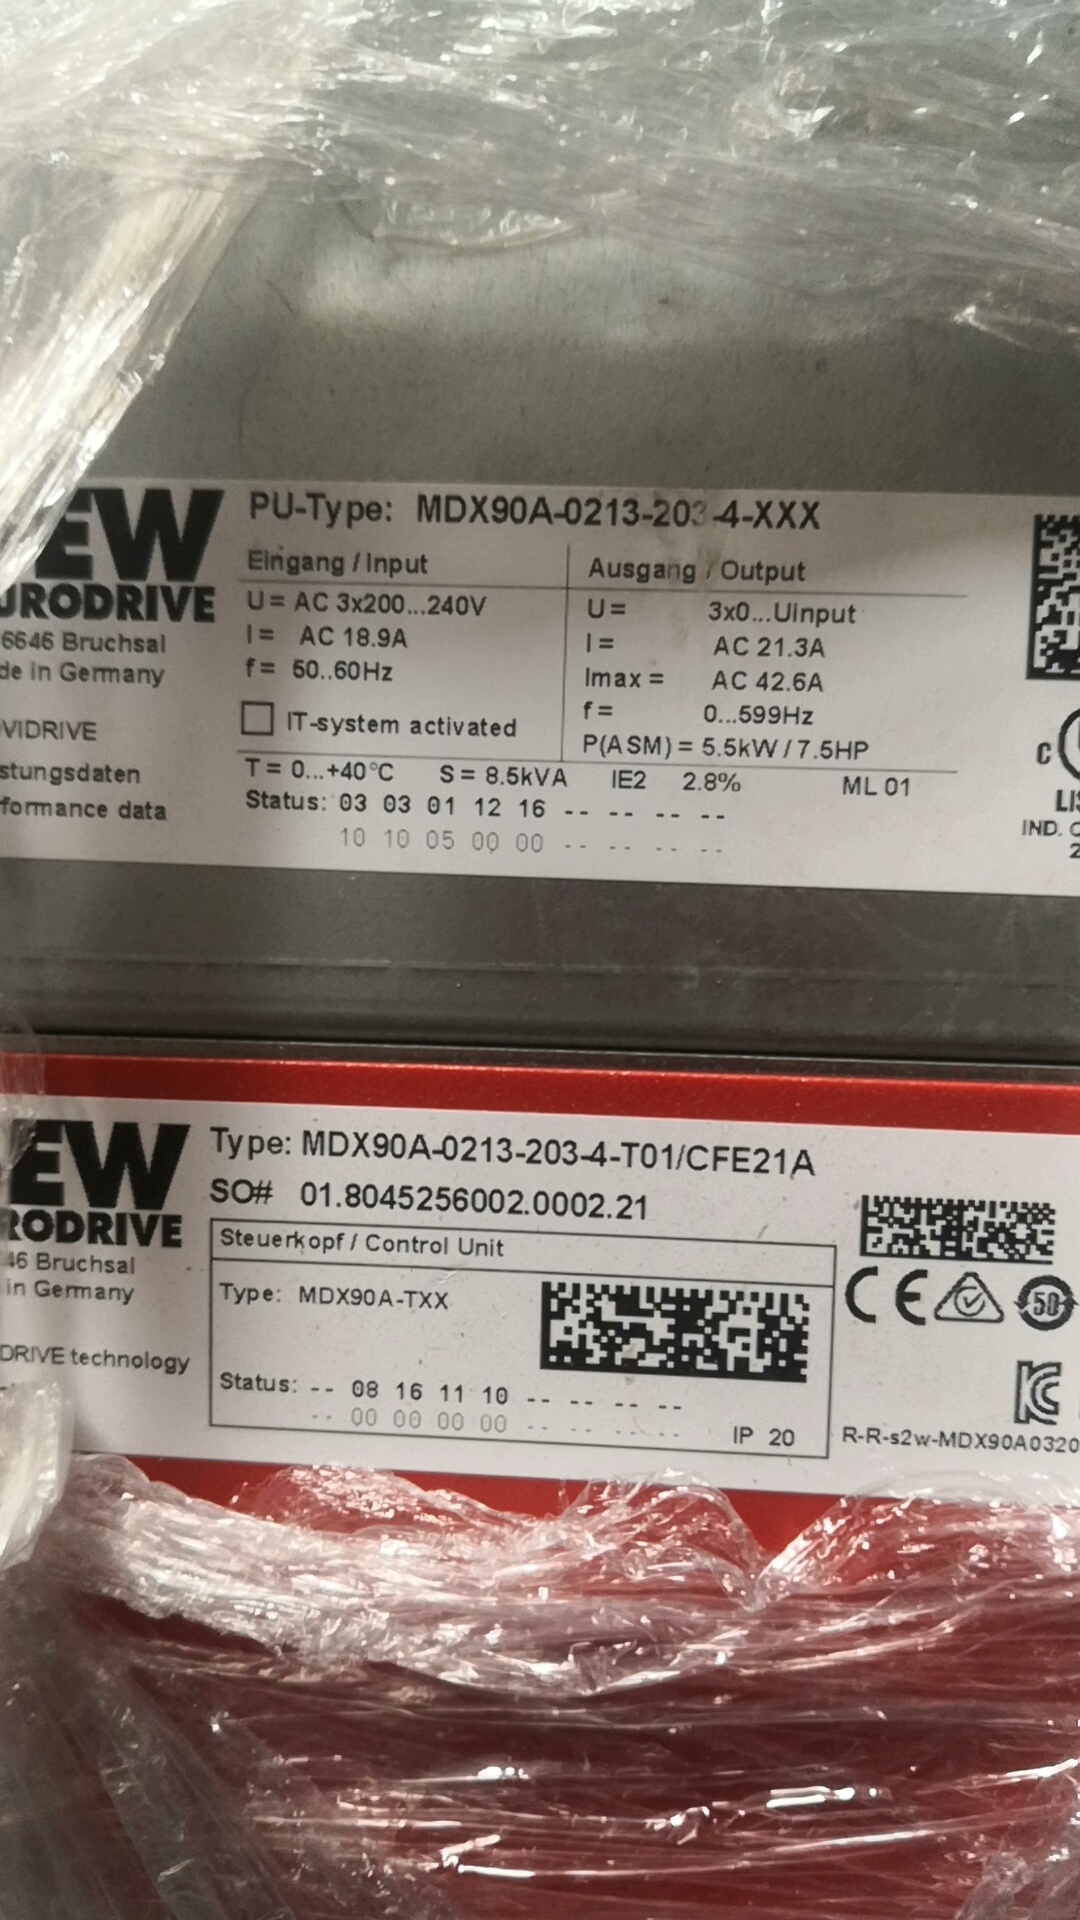 EW
PU-Type: MDX90A-0213-203-4-XXX
URODRIVE
6646 Bruchsal
de in Germany
VIDRIVE
stungsdaten
formance data
Eingang / Input
U= AC 3x200...240V
I= AC 18.9A
f= 50..60Hz
IT-system activated
Ausgang / Output
U= 3x0...Uinput
I= AC 21.3A
Imax = AC 42.6A
f= 0...599Hz
P(ASM) = 5.5kW / 7.5HP
T= 0...+40°C S= 8.5kVA IE2 2.8% ML 01
Status: 03 03 01 12 16 -- -- -- --
10 10 05 00 00 -- -- -- --
C
LIS
IND. C
2
EW
RODRIVE
46 Bruchsal
in Germany
DRIVE technology
Type: MDX90A-0213-203-4-T01/CFE21A
SO# 01.8045256002.0002.21
Steuerkopf / Control Unit
Type: MDX90A-TXX
Status: -- 08 16 11 10 -- -- -- --
-- 00 00 00 00 -- -- -- --
IP 20
CE
50
R-R-s2w-MDX90A0320